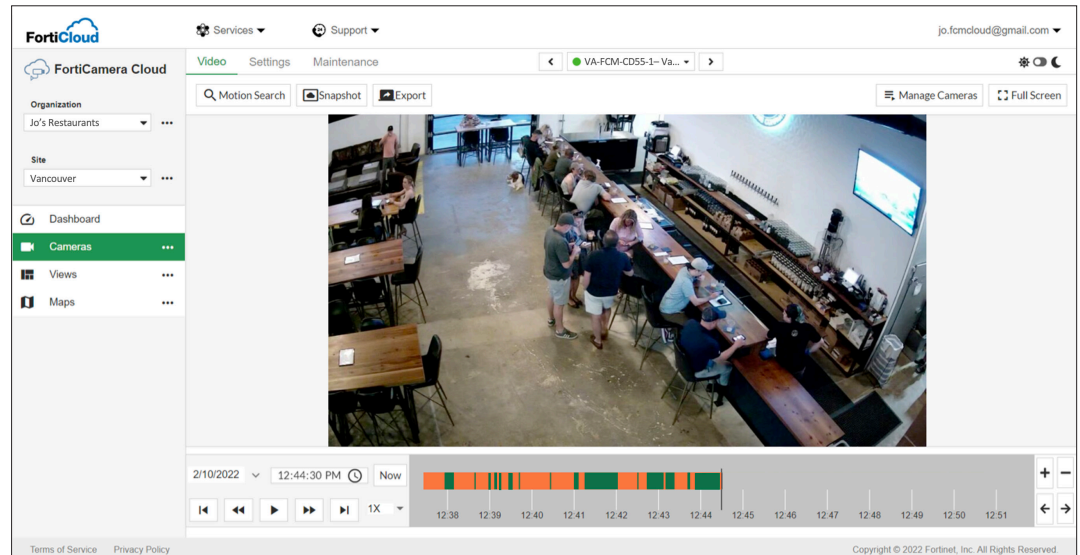 FortiCloud
Services
24 Support
jo.fcmcloud@gmail.com
FortiCamera Cloud
Video Settings Maintenance
VA-FCM-CD55-1– Va...
Motion Search Snapshot Export
Manage Cameras Full Screen
Organization
Jo's Restaurants
Site
Vancouver
Dashboard
Cameras
Views
Maps
2/10/2022 12:44:30 PM Now
1X
12:38 12:39 12:40 12:41 12:42 12:43 12:44 12:45 12:46 12:47 12:48 12:49 12:50 12:51
Terms of Service Privacy Policy
Copyright © 2022 Fortinet, Inc. All Rights Reserved.